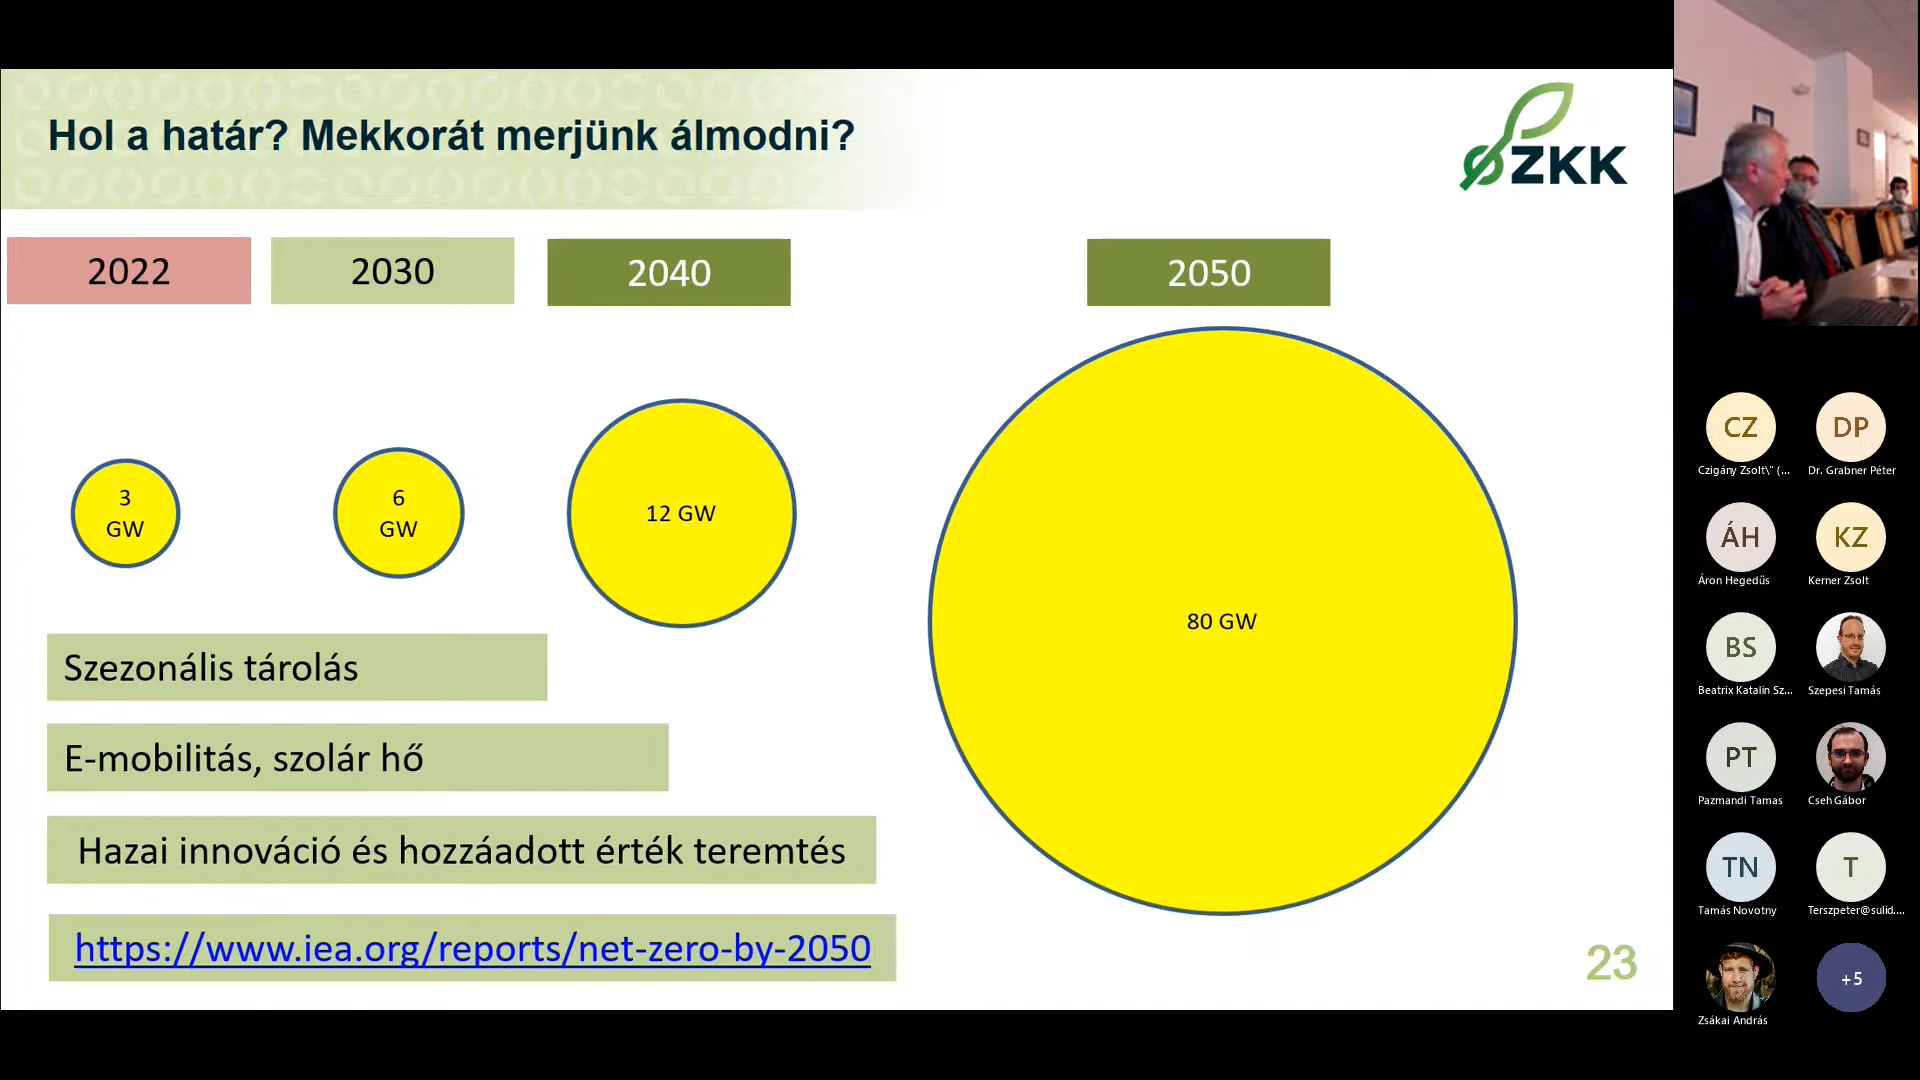 Hol a határ? Mekkorát merjünk álmodni?
ZKK
2022
2030
2040
2050
3
GW
6
GW
12 GW
80 GW
Szezonális tárolás
E-mobilitás, szolár hő
Hazai innováció és hozzáadott érték teremtés
https://www.iea.org/reports/net-zero-by-2050
23
CZ
DP
Czigány Zsolt\" (...
Dr. Grabner Péter
ÁH
KZ
Áron Hegedűs
Kerner Zsolt
BS
Beatrix Katalin Sz...
Szepesi Tamás
PT
Pazmandi Tamas
Cseh Gábor
TN
T
Tamás Novotny
Terszpeter@sulid....
+5
Zsákai András